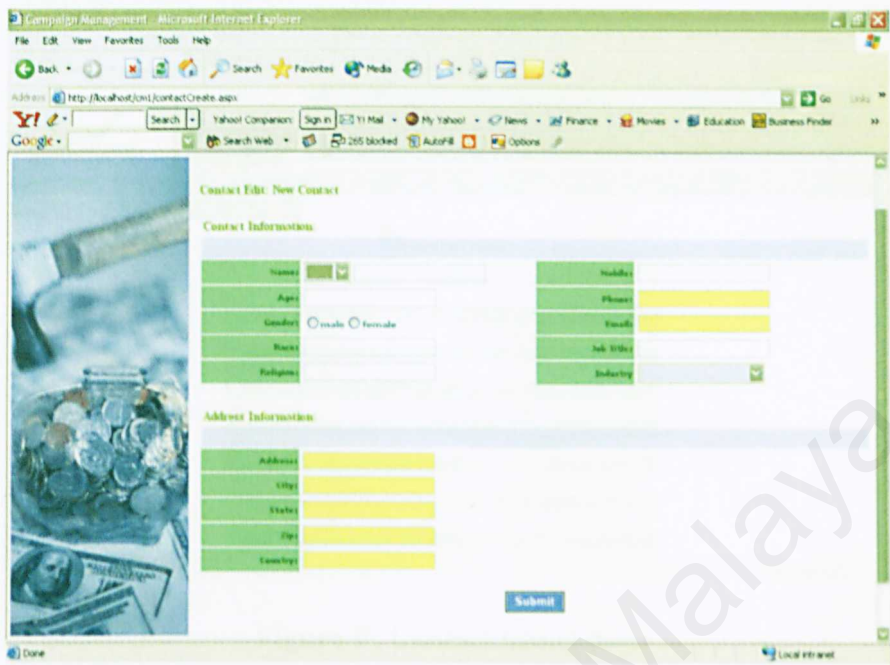 Campaign Management - Microsoft Internet Explorer
File Edit View Favorites Tools Help
Back Search Favorites Media
Address http://localhost/cm1/contactCreate.aspx Go Links »
Y! Search Yahoo! Companion: Sign in Y! Mail My Yahoo! News Finance Movies Education Business Finder »
Google Search Web 265 blocked AutoFill Options
Contact Edit: New Contact
Contact Information:
Name: Mobile:
Age: Phone:
Gender: male female Email:
Race: Job Title:
Religion: Industry
Address Information:
Address:
City:
State:
Zip:
Country:
Submit
Malaya
Done Local intranet